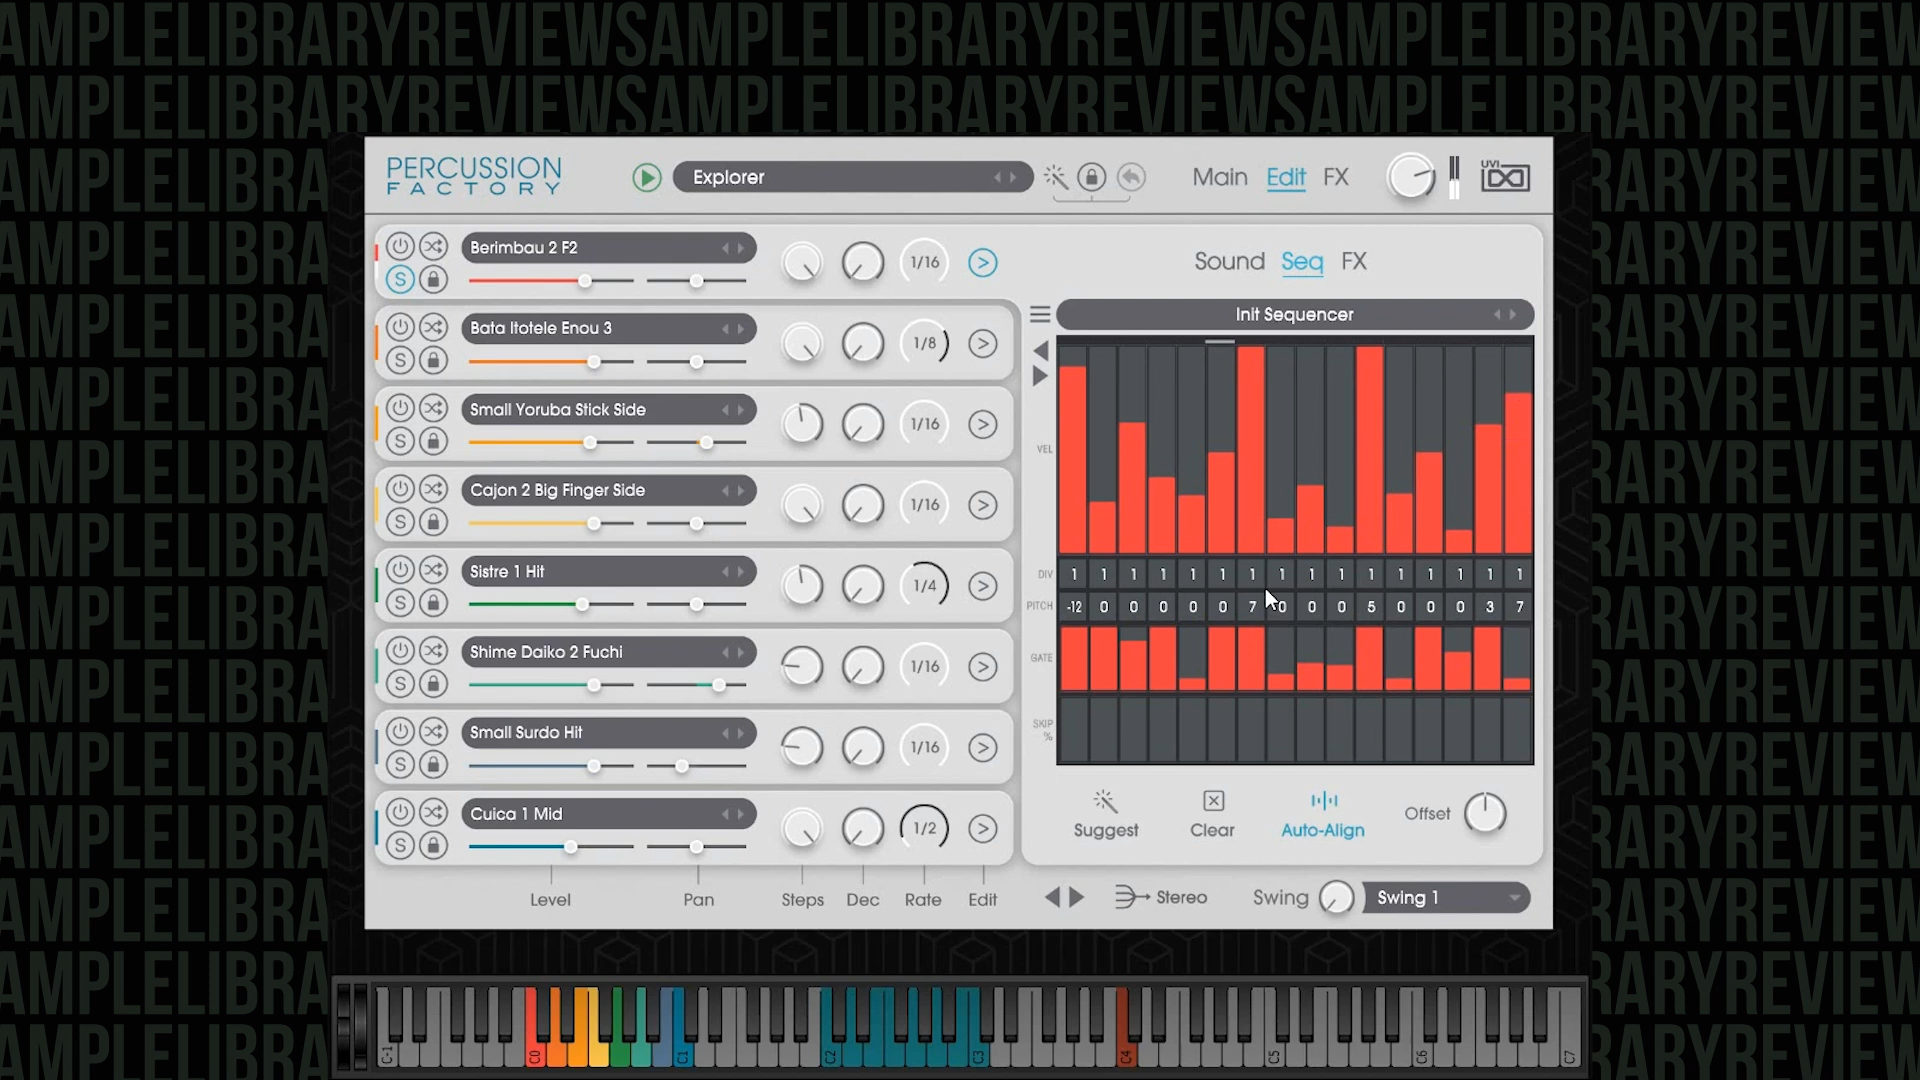 SAMPLELIBRARYREVIEWSAMPLELIBRARYREVIEWSAMPLELIBRARYREVIEW
PERCUSSION
FACTORY
Explorer
Main Edit FX
UVI
Berimbau 2 F2
S
1/16
Bata Itotele Enou 3
S
1/8
Small Yoruba Stick Side
S
1/16
Cajon 2 Big Finger Side
S
1/16
Sistre 1 Hit
S
1/4
Shime Daiko 2 Fuchi
S
1/16
Small Surdo Hit
S
1/16
Cuica 1 Mid
S
1/2
Level Pan Steps Dec Rate Edit
Sound Seq FX
Init Sequencer
VEL
DIV 1 1 1 1 1 1 1 1 1 1 1 1 1 1 1 1
PITCH -12 0 0 0 0 0 7 0 0 0 5 0 0 0 3 7
GATE
SKIP
%
Suggest Clear Auto-Align Offset
Stereo Swing Swing 1
C-1 C0 C1 C2 C3 C4 C5 C6 C7